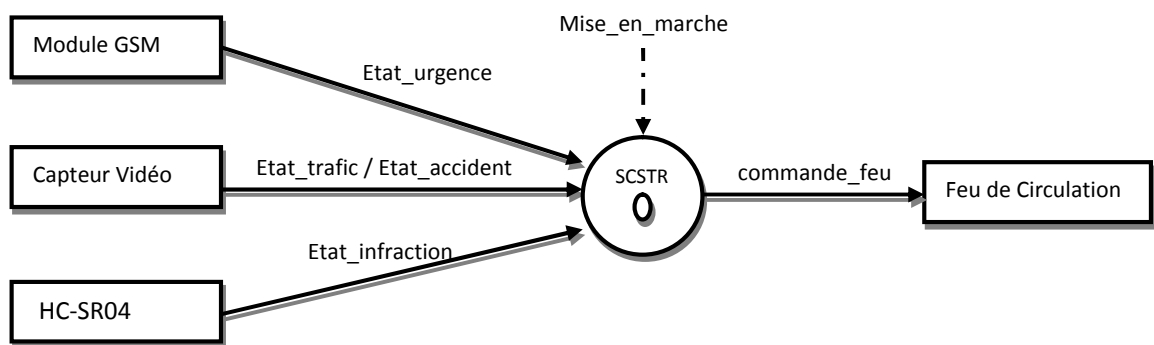 Mise_en_marche
Module GSM
Etat_urgence
Capteur Vidéo
Etat_trafic / Etat_accident
SCSTR
0
commande_feu
Feu de Circulation
Etat_infraction
HC-SR04